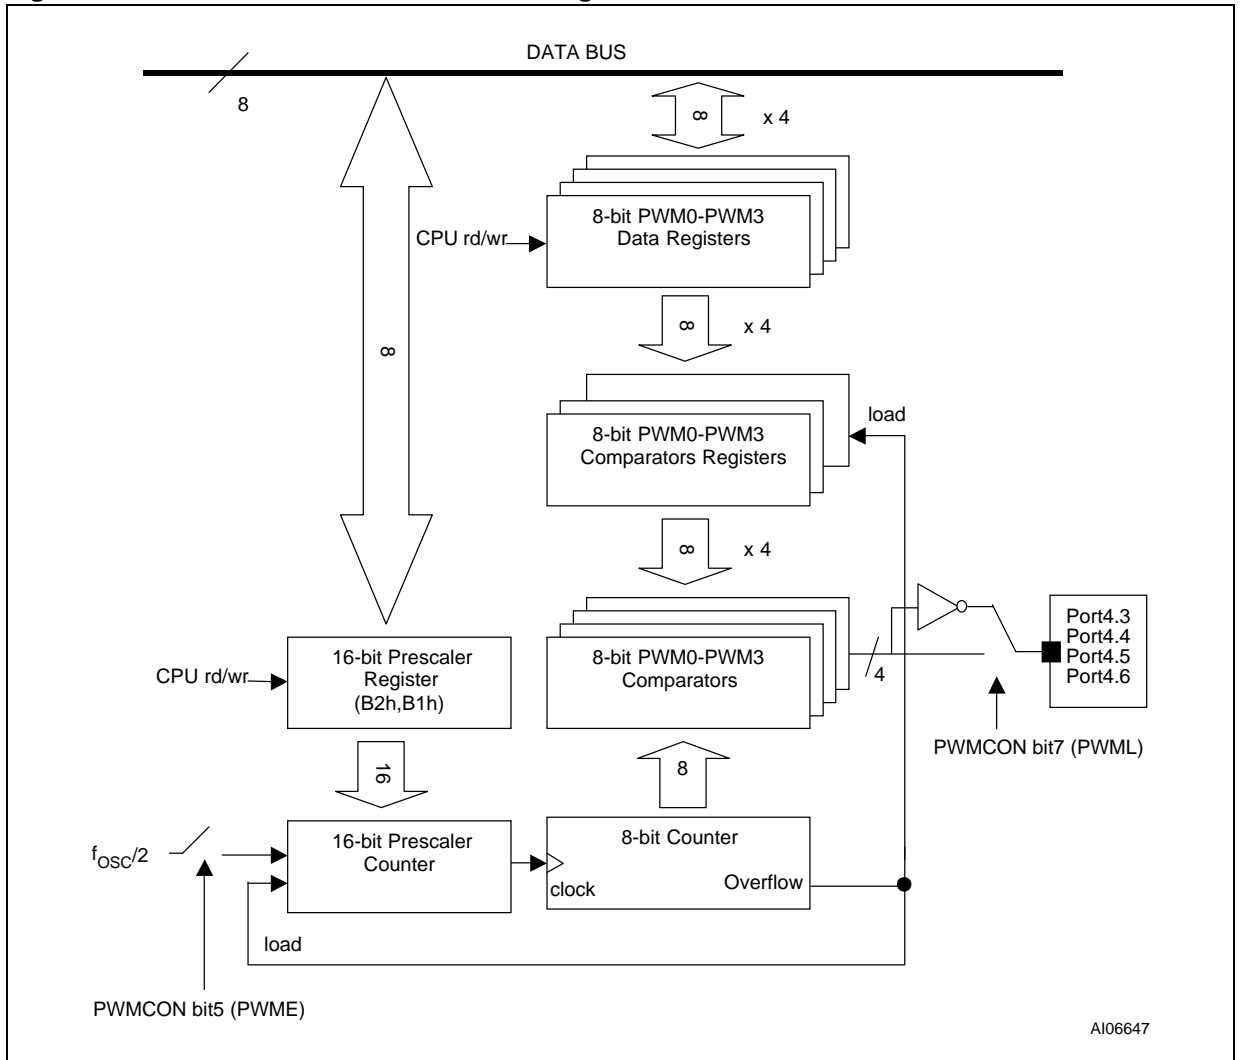 DATA BUS
8
8
x 4
8-bit PWM0-PWM3
Data Registers
CPU rd/wr
8
8
x 4
8-bit PWM0-PWM3
Comparators Registers
load
8
x 4
Port4.3
Port4.4
Port4.5
Port4.6
16-bit Prescaler
Register
(B2h,B1h)
CPU rd/wr
8-bit PWM0-PWM3
Comparators
4
PWMCON bit7 (PWML)
16
8
fOSC/2
16-bit Prescaler
Counter
8-bit Counter
clock
Overflow
load
PWMCON bit5 (PWME)
AI06647